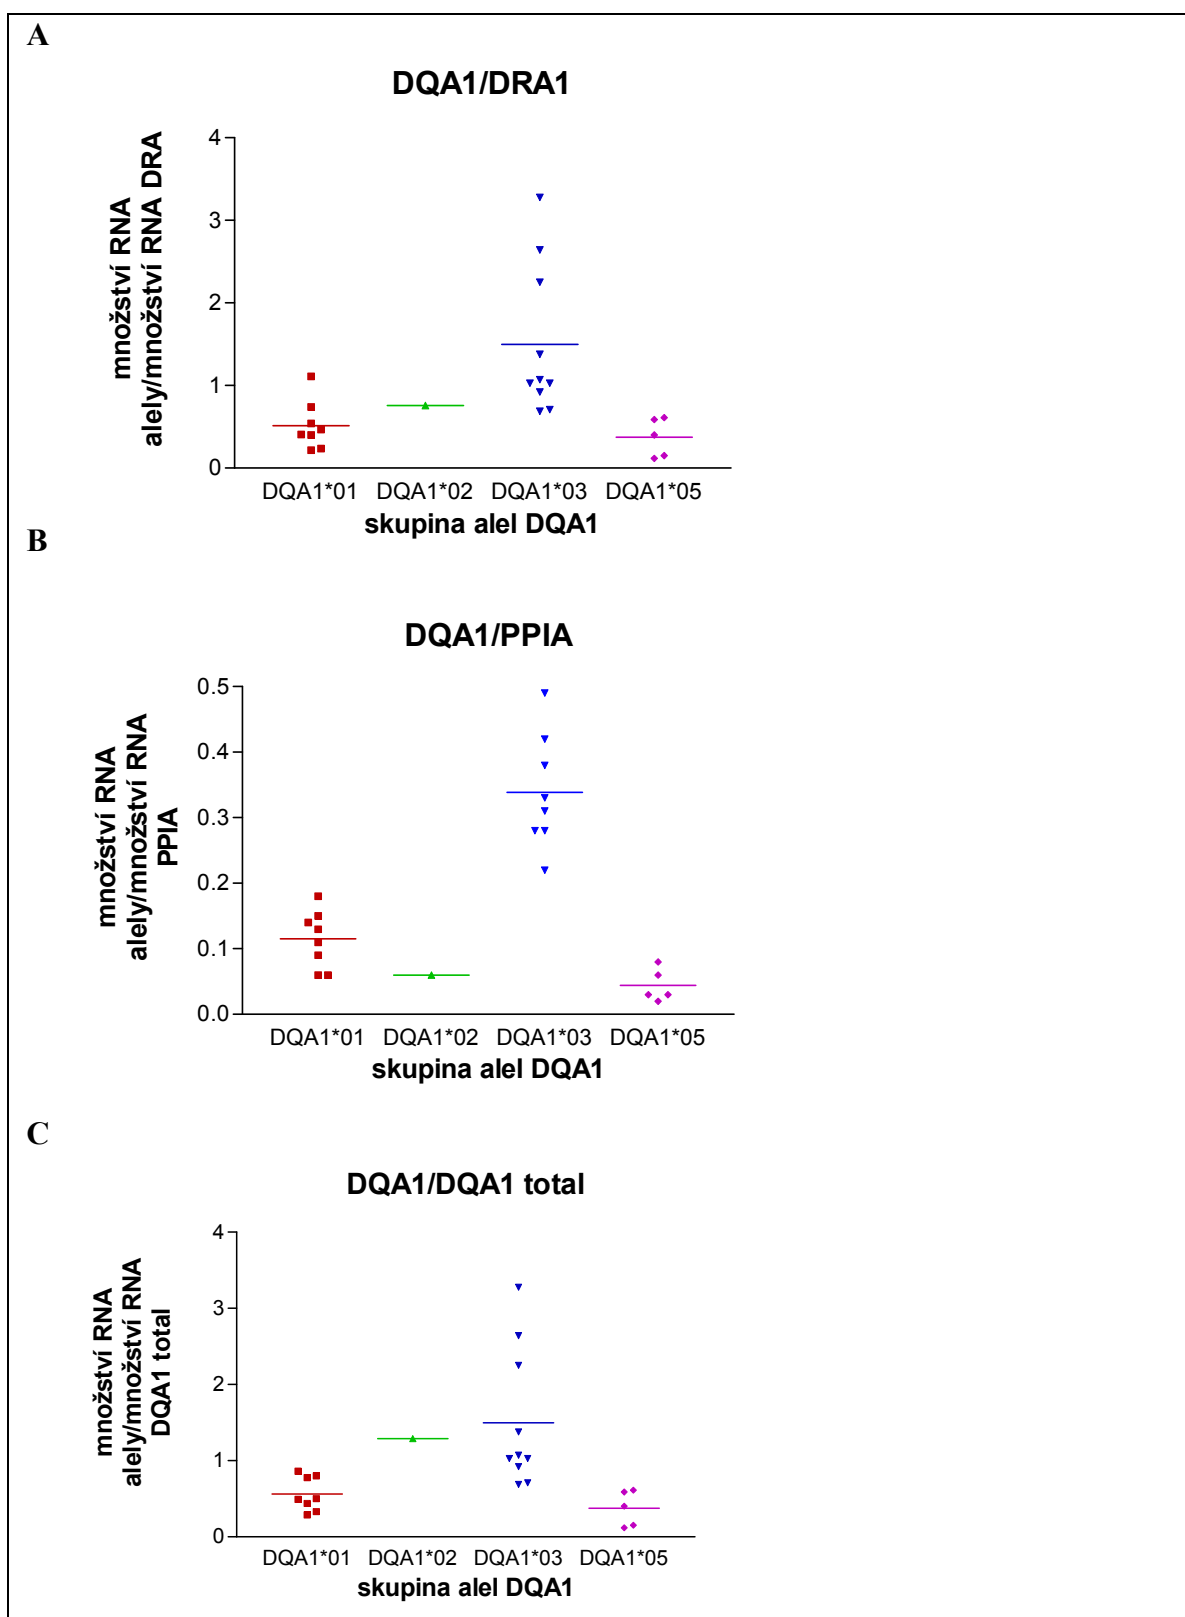 A
DQA1/DRA1
množství RNA
alely/množství RNA DRA
4
3
2
1
0
DQA1*01 DQA1*02 DQA1*03 DQA1*05
skupina alel DQA1
B
DQA1/PPIA
množství RNA
alely/množství RNA
PPIA
0.5
0.4
0.3
0.2
0.1
0.0
DQA1*01 DQA1*02 DQA1*03 DQA1*05
skupina alel DQA1
C
DQA1/DQA1 total
množství RNA
alely/množství RNA
DQA1 total
4
3
2
1
0
DQA1*01 DQA1*02 DQA1*03 DQA1*05
skupina alel DQA1